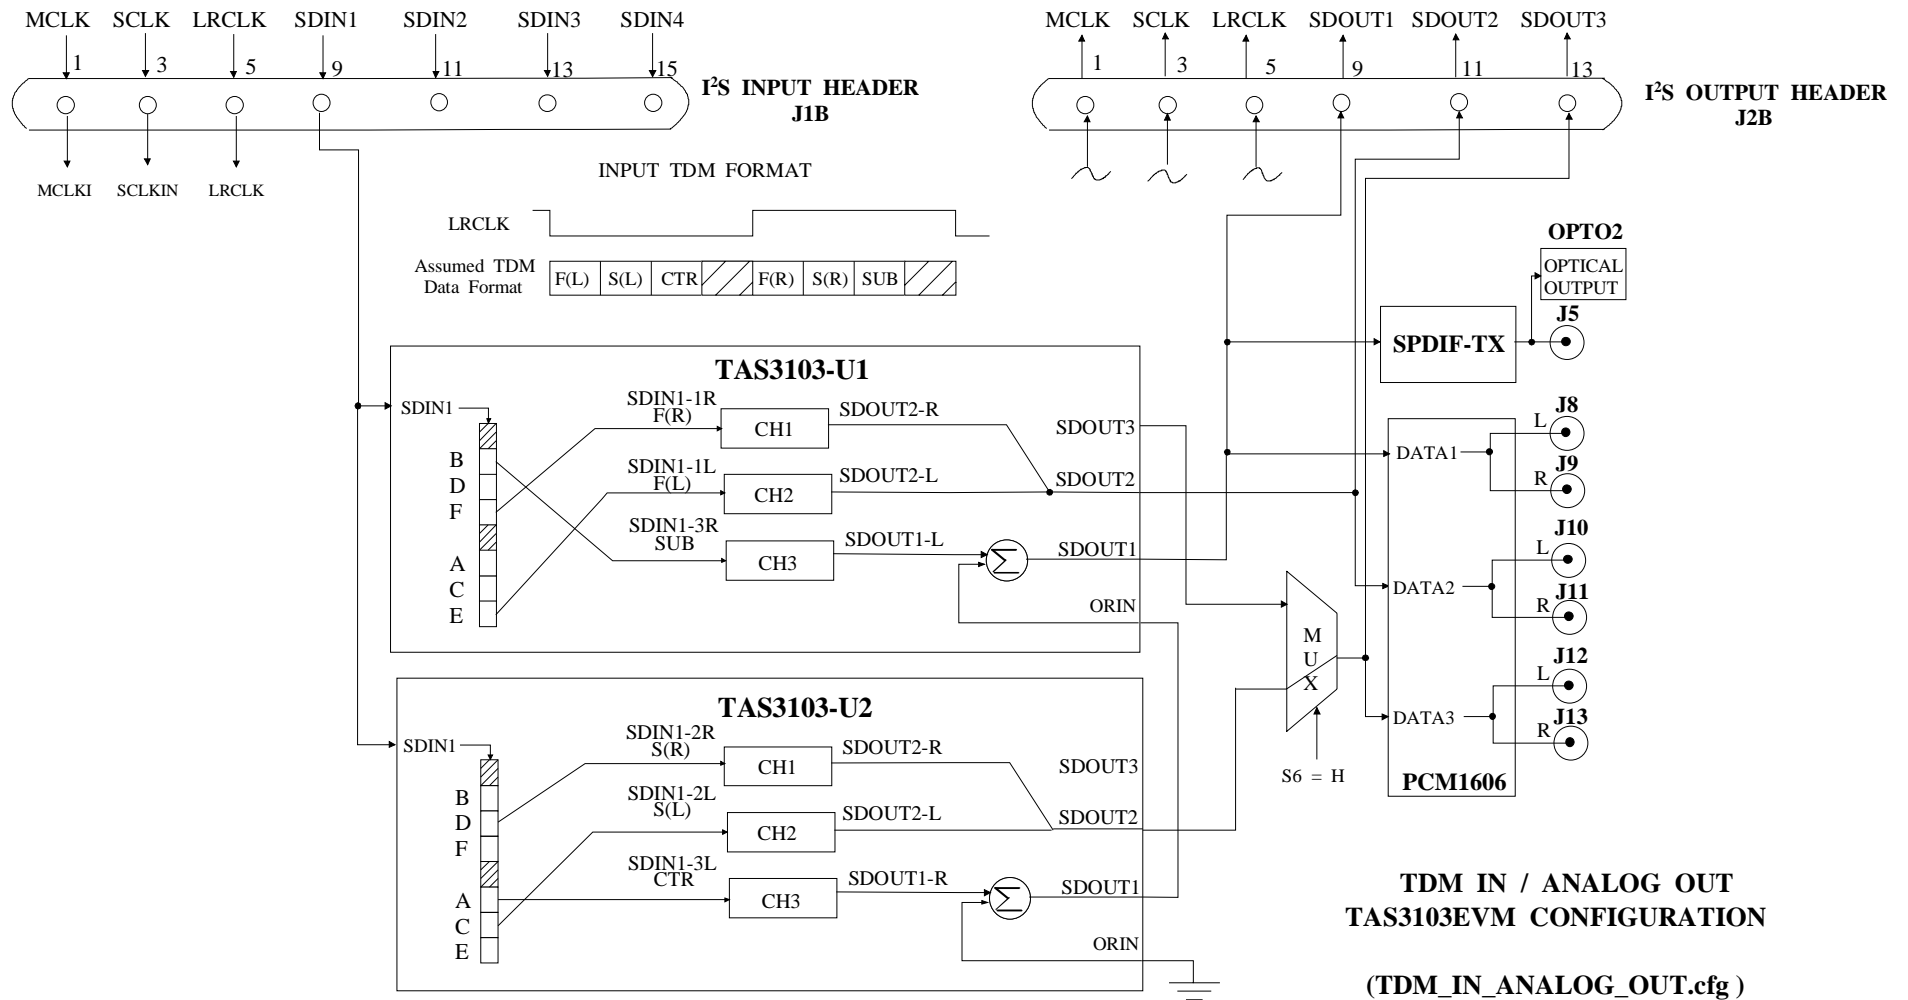 MCLK SCLK LRCLK SDIN1 SDIN2 SDIN3 SDIN4
1 3 5 9 11 13 15
I²S INPUT HEADER
J1B
MCLKI SCLKIN LRCLK
MCLK SCLK LRCLK SDOUT1 SDOUT2 SDOUT3
1 3 5 9 11 13
I²S OUTPUT HEADER
J2B
INPUT TDM FORMAT
LRCLK
Assumed TDM
Data Format
F(L) S(L) CTR F(R) S(R) SUB
OPTO2
OPTICAL
OUTPUT
J5
SPDIF-TX
TAS3103-U1
SDIN1
B
D
F
A
C
E
SDIN1-1R
F(R)
CH1
SDOUT2-R
SDIN1-1L
F(L)
CH2
SDOUT2-L
SDIN1-3R
SUB
CH3
SDOUT1-L
Σ
SDOUT3
SDOUT2
SDOUT1
ORIN
TAS3103-U2
SDIN1
B
D
F
A
C
E
SDIN1-2R
S(R)
CH1
SDOUT2-R
SDIN1-2L
S(L)
CH2
SDOUT2-L
SDIN1-3L
CTR
CH3
SDOUT1-R
Σ
SDOUT3
SDOUT2
SDOUT1
ORIN
M
U
X
S6 = H
DATA1
DATA2
DATA3
PCM1606
J8
L
J9
R
J10
L
J11
R
J12
L
J13
R
TDM IN / ANALOG OUT
TAS3103EVM CONFIGURATION
(TDM_IN_ANALOG_OUT.cfg )